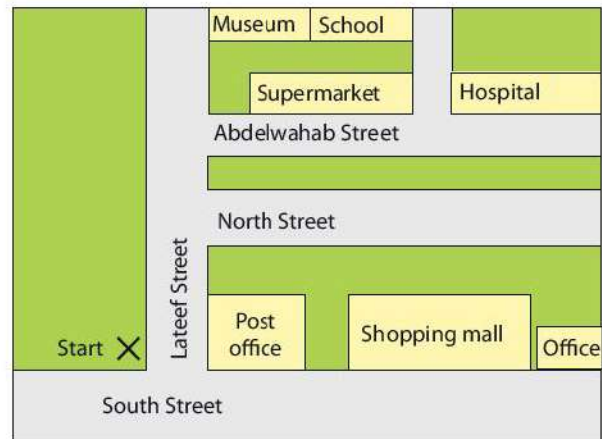 Museum School
Supermarket
Hospital
Abdelwahab Street
North Street
Lateef Street
Post
office
Shopping mall
Office
Start
South Street